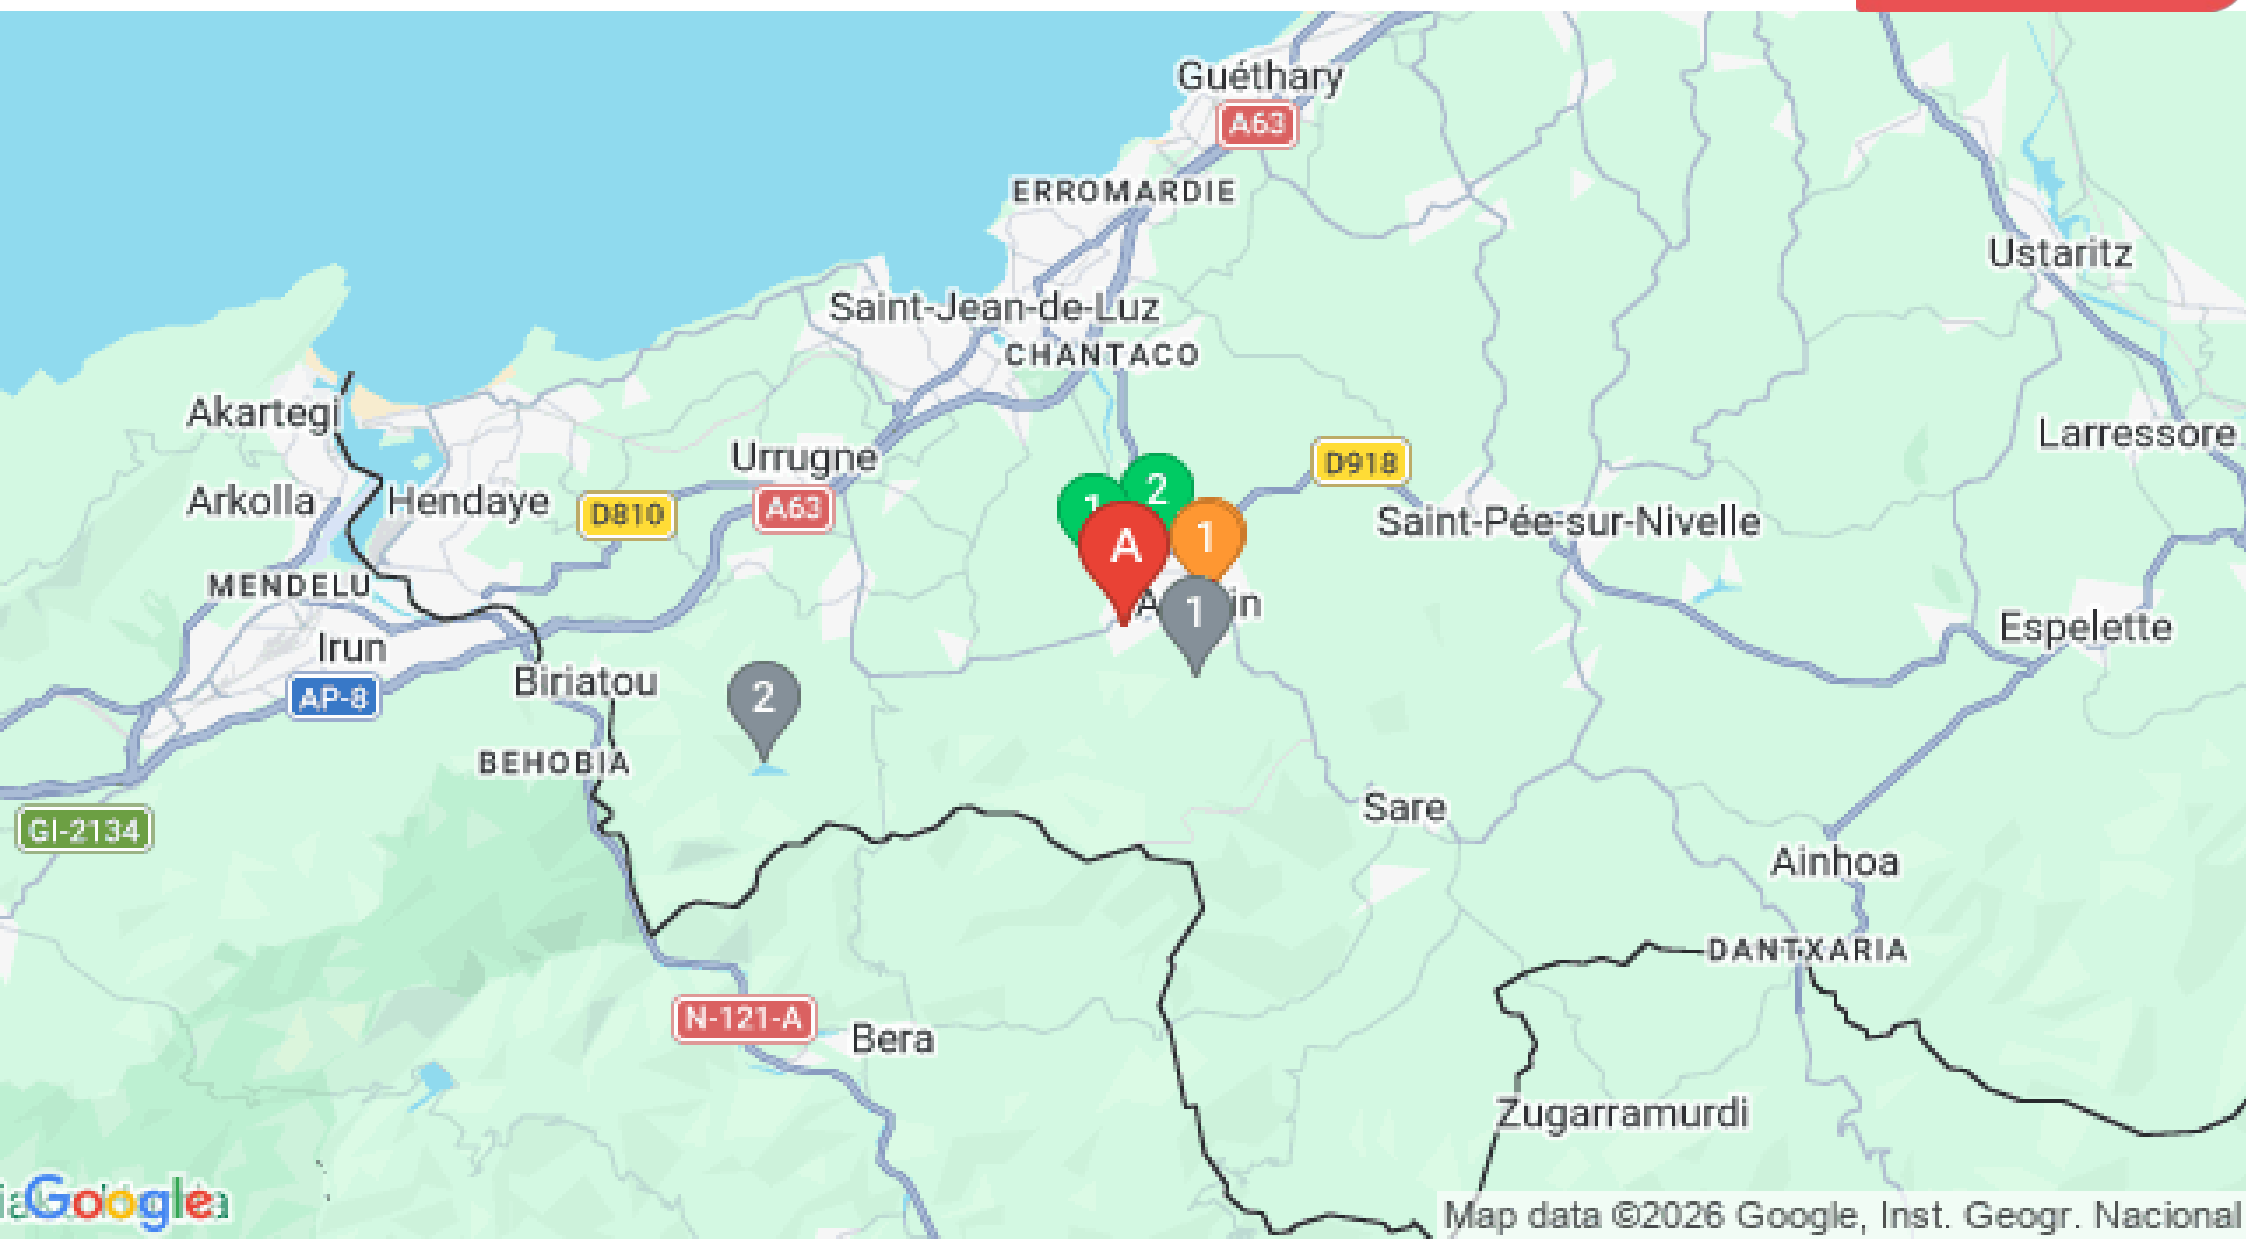 Guéthary
A63
ERROMARDIE
Ustaritz
Saint-Jean-de-Luz
CHANTACO
Akartegi
Larressore
Urrugne
D918
Arkolla
Hendaye
D810
A63
1
2
1
A
Saint-Pée-sur-Nivelle
MENDELU
1
in
Espelette
Irun
Biriatou
AP-8
2
BEHOBIA
Sare
GI-2134
Ainhoa
DANTXARIA
N-121-A
Bera
Zugarramurdi
Google
Map data ©2026 Google, Inst. Geogr. Nacional